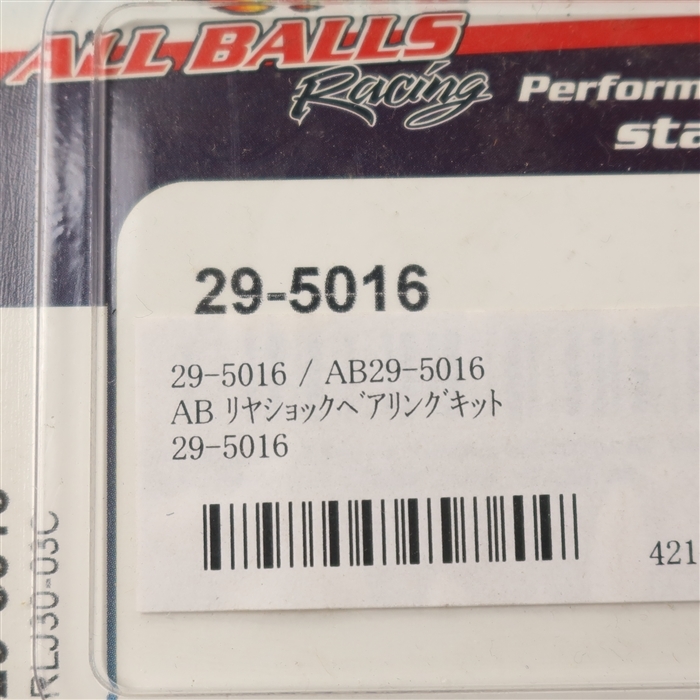 ALL BALLS
Racing
Perform
sta
29-5016
29-5016 / AB29-5016
AB リヤショックベアリングキット
29-5016
421
RLJ30-03C